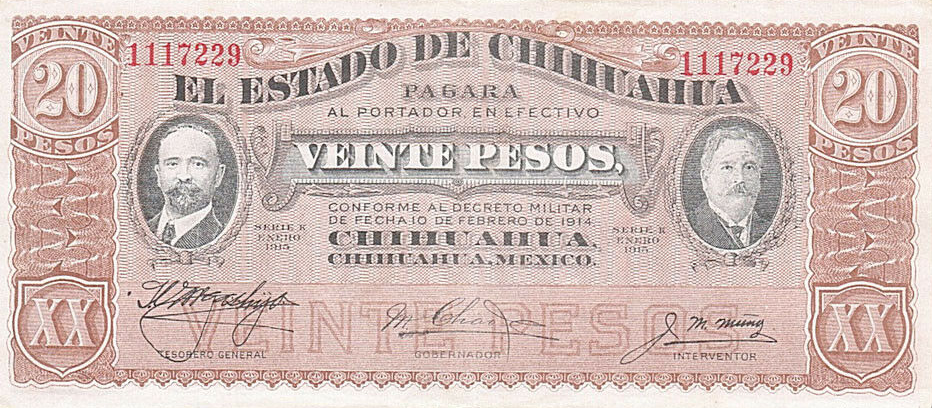 VEINTE
20
PESOS
1117229
EL ESTADO DE CHIHUAHUA
1117229
VEINTE
20
PESOS
PAGARA
AL PORTADOR, EN EFECTIVO
VEINTE PESOS,
CONFORME AL DECRETO MILITAR
DE FECHA 10 DE FEBRERO DE 1914
CHIHUAHUA,
CHIHUAHUA, MEXICO.
SERIE K
ENERO
1915
SERIE K
ENERO
1915
XX
VEINTE PESOS
XX
TESORERO GENERAL
M. Chao
GOBERNADOR
INTERVENTOR